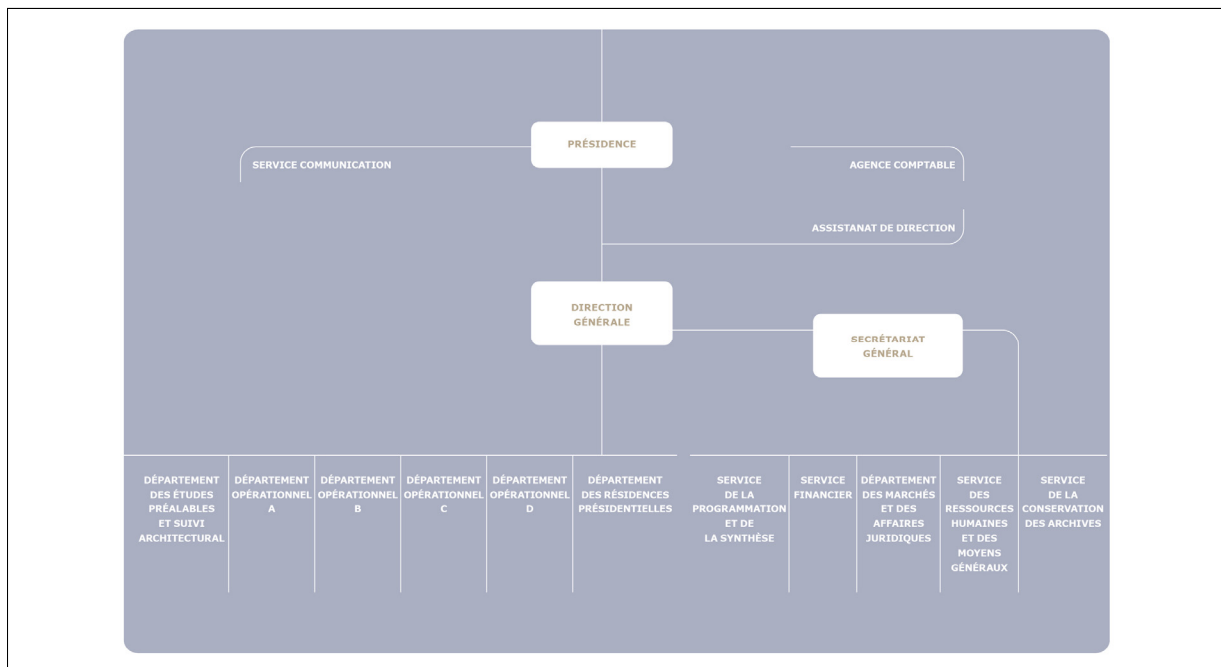 PRÉSIDENCE
SERVICE COMMUNICATION
AGENCE COMPTABLE
ASSISTANAT DE DIRECTION
DIRECTION
GÉNÉRALE
SECRÉTARIAT
GÉNÉRAL
DÉPARTEMENT
DES ÉTUDES
PRÉALABLES
ET SUIVI
ARCHITECTURAL
DÉPARTEMENT
OPÉRATIONNEL
A
DÉPARTEMENT
OPÉRATIONNEL
B
DÉPARTEMENT
OPÉRATIONNEL
C
DÉPARTEMENT
OPÉRATIONNEL
D
DÉPARTEMENT
DES RÉSIDENCES
PRÉSIDENTIELLES
SERVICE
DE LA
PROGRAMMATION
ET DE
LA SYNTHÈSE
SERVICE
FINANCIER
DÉPARTEMENT
DES MARCHÉS
ET DES
AFFAIRES
JURIDIQUES
SERVICE
DES
RESSOURCES
HUMAINES
ET DES
MOYENS
GÉNÉRAUX
SERVICE
DE LA
CONSERVATION
DES ARCHIVES